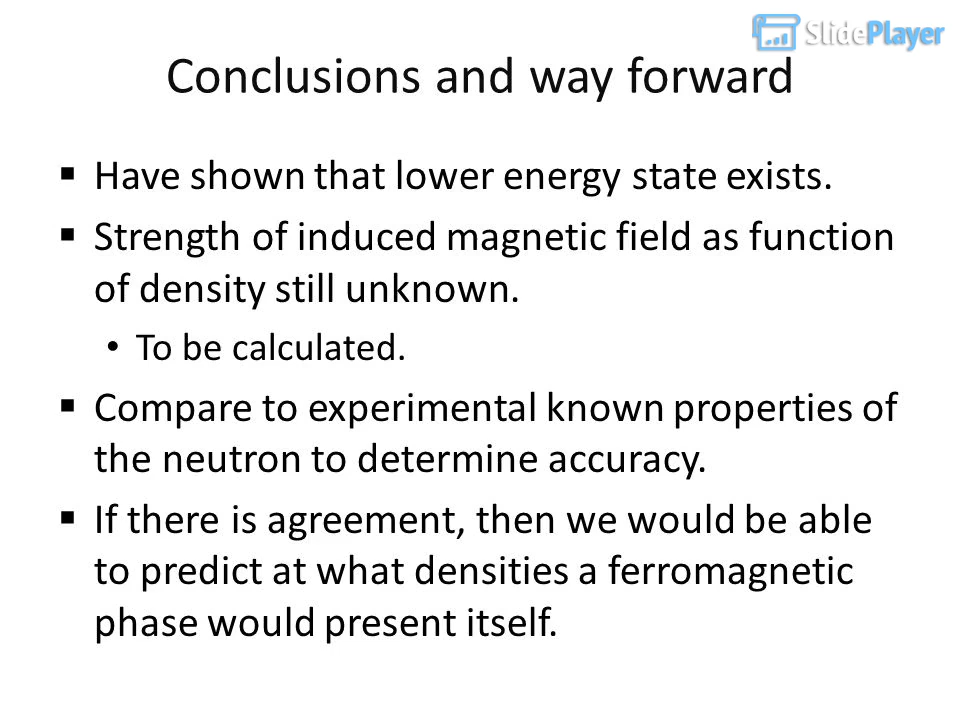 SlidePlayer
Conclusions and way forward
▪ Have shown that lower energy state exists.
▪ Strength of induced magnetic field as function
of density still unknown.
• To be calculated.
▪ Compare to experimental known properties of
the neutron to determine accuracy.
▪ If there is agreement, then we would be able
to predict at what densities a ferromagnetic
phase would present itself.